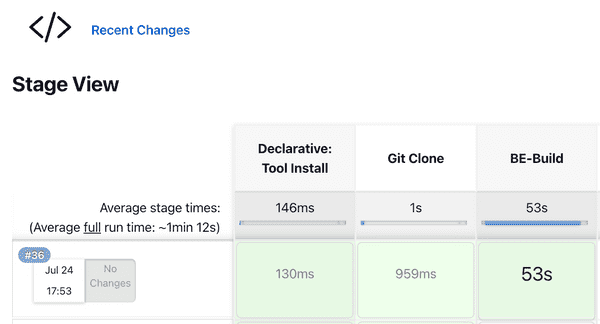 </> Recent Changes
Stage View
Declarative:
Tool Install
Git Clone
BE-Build
Average stage times:
(Average full run time: ~1min 12s)
146ms
1s
53s
#36
Jul 24
17:53
No
Changes
130ms
959ms
53s